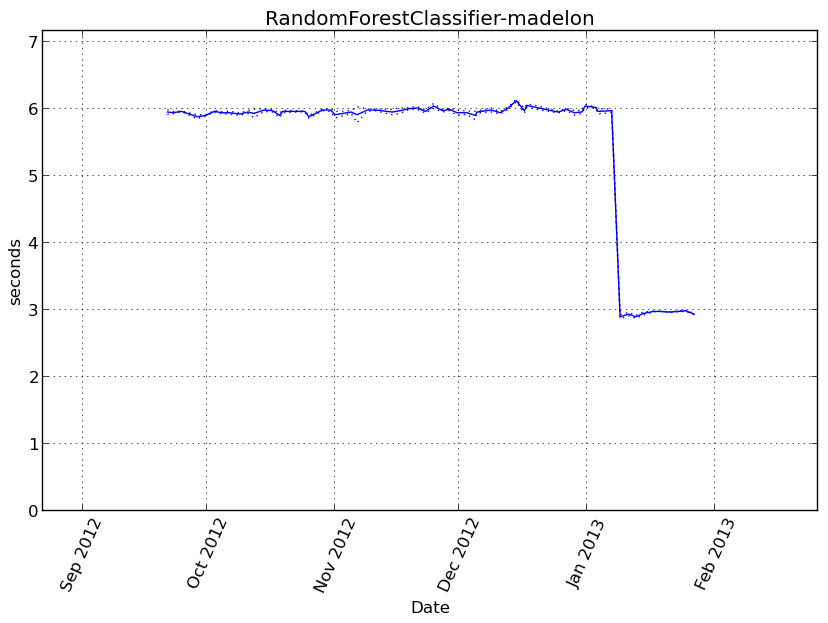 RandomForestClassifier-madelon
7
6
5
4
3
2
1
0
seconds
Sep 2012
Oct 2012
Nov 2012
Dec 2012
Jan 2013
Feb 2013
Date